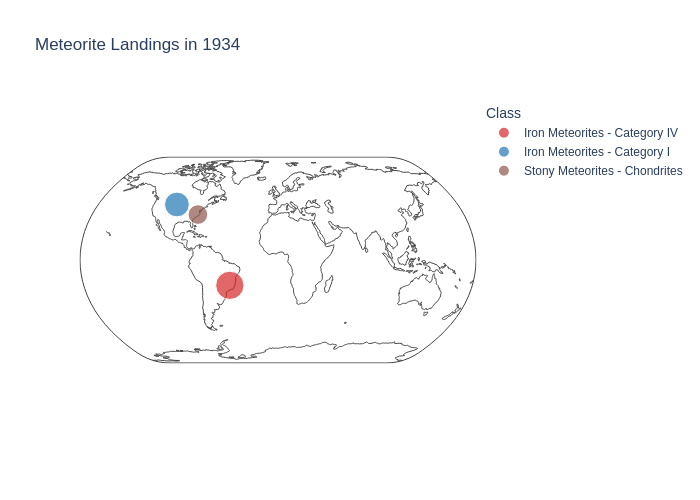 Meteorite Landings in 1934
Class
Iron Meteorites - Category IV
Iron Meteorites - Category I
Stony Meteorites - Chondrites